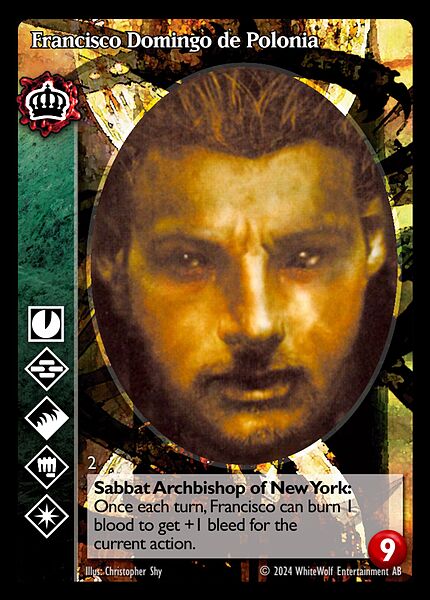 Francisco Domingo de Polonia
2
Sabbat Archbishop of New York:
Once each turn, Francisco can burn 1
blood to get +1 bleed for the
current action.
9
Illus: Christopher Shy
© 2024 WhiteWolf Entertainment AB